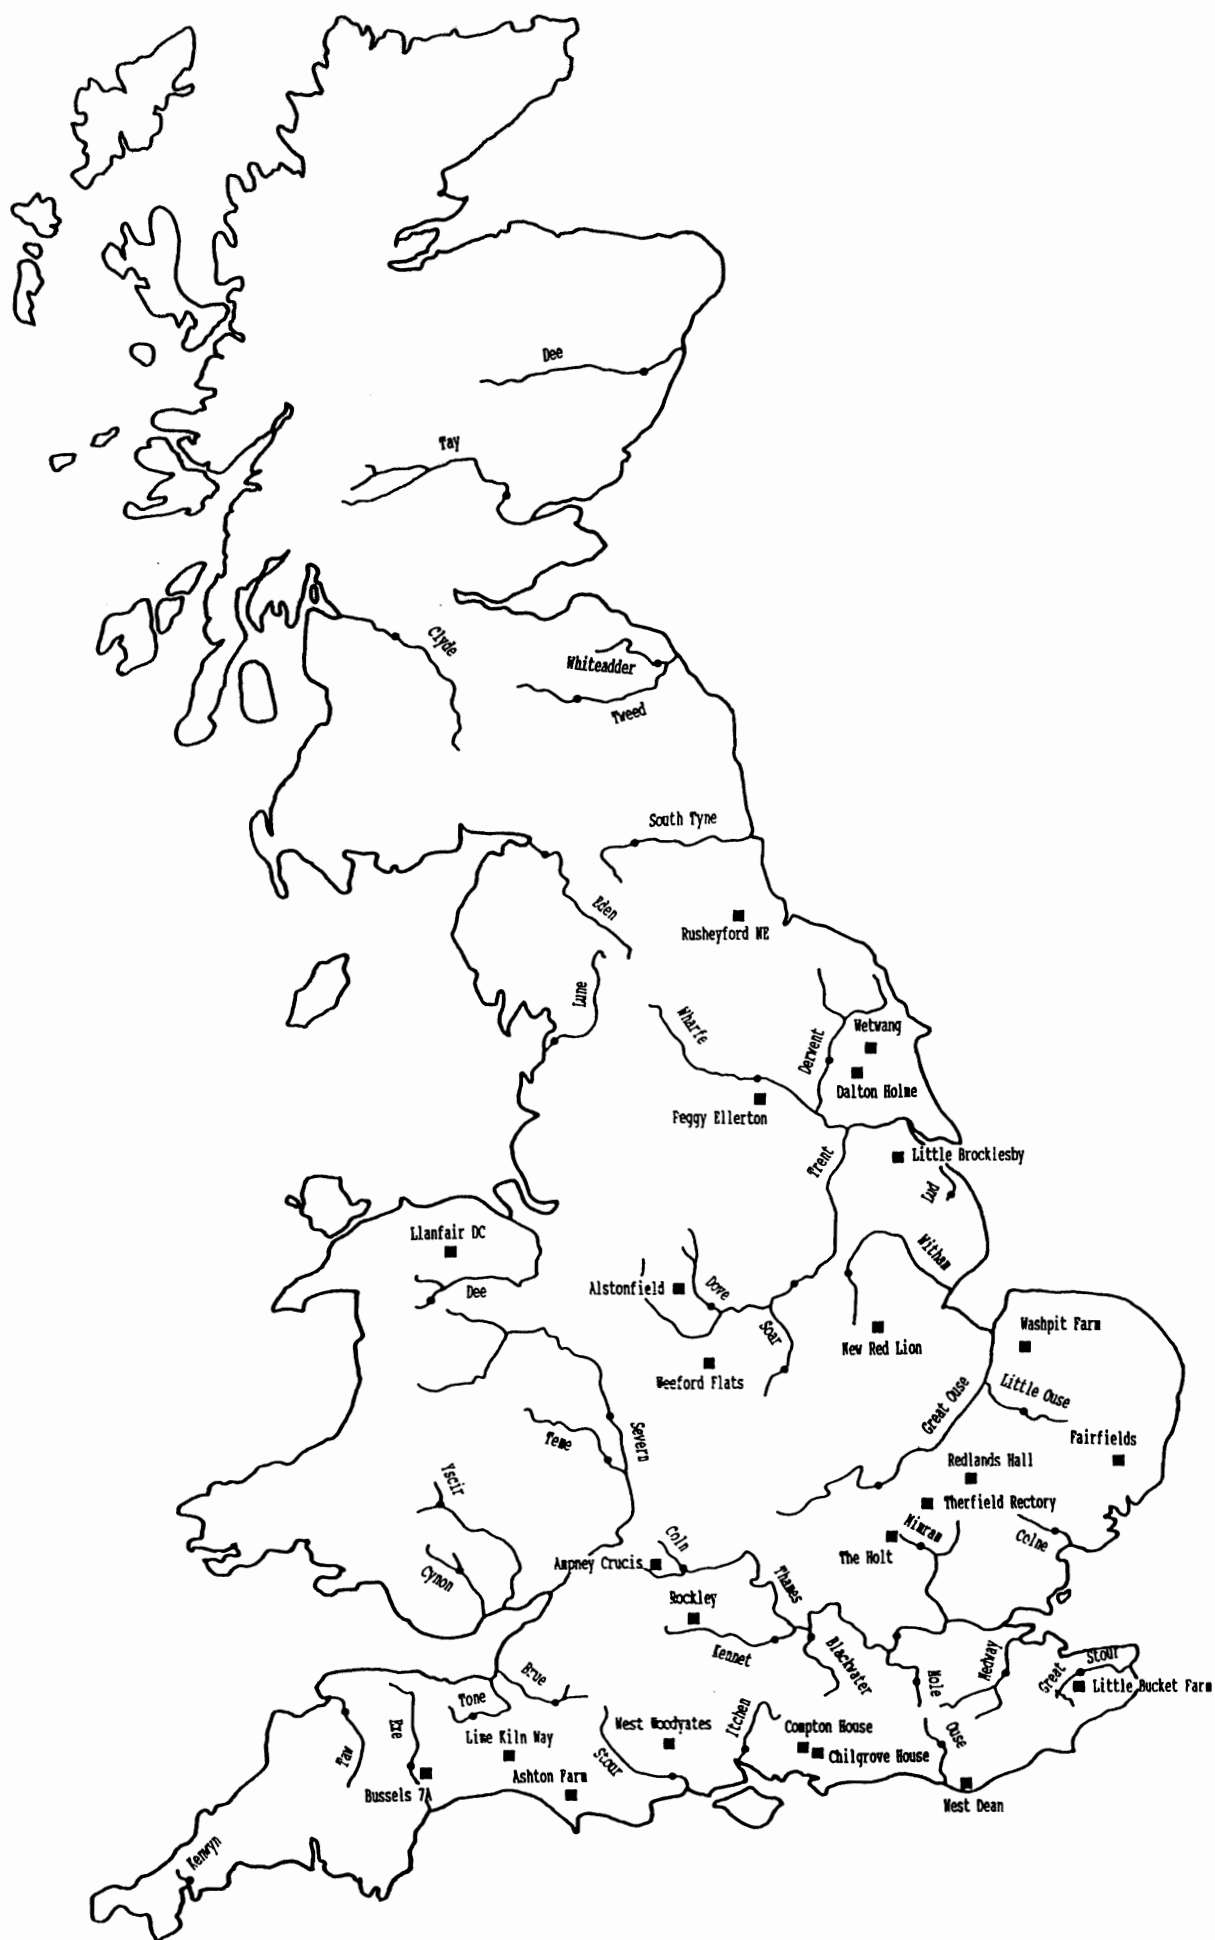 Dee
Tay
Clyde
Whiteadder
Tweed
South Tyne
Eden
Rusheyford NE
Lune
Wharfe
Derwent
Wetwang
Dalton Holme
Peggy Ellerton
Trent
Little Brocklesby
Lud
Llanfair DC
Witham
Dee
Alstonfield
Dove
Soar
New Red Lion
Washpit Farm
Weeford Flats
Great Ouse
Little Ouse
Severn
Teme
Fairfields
Redlands Hall
Yscir
Therfield Rectory
Mimram
Colne
The Holt
Coln
Ampney Crucis
Cynon
Thames
Rockley
Kennet
Blackwater
Mole
Medway
Great Stour
Little Bucket Farm
Brue
Tone
Exe
Taw
Lime Kiln Way
West Woodyates
Itchen
Compton House
Chilgrove House
Ouse
Stour
Ashton Farm
Bussels 7A
West Dean
Kenwyn